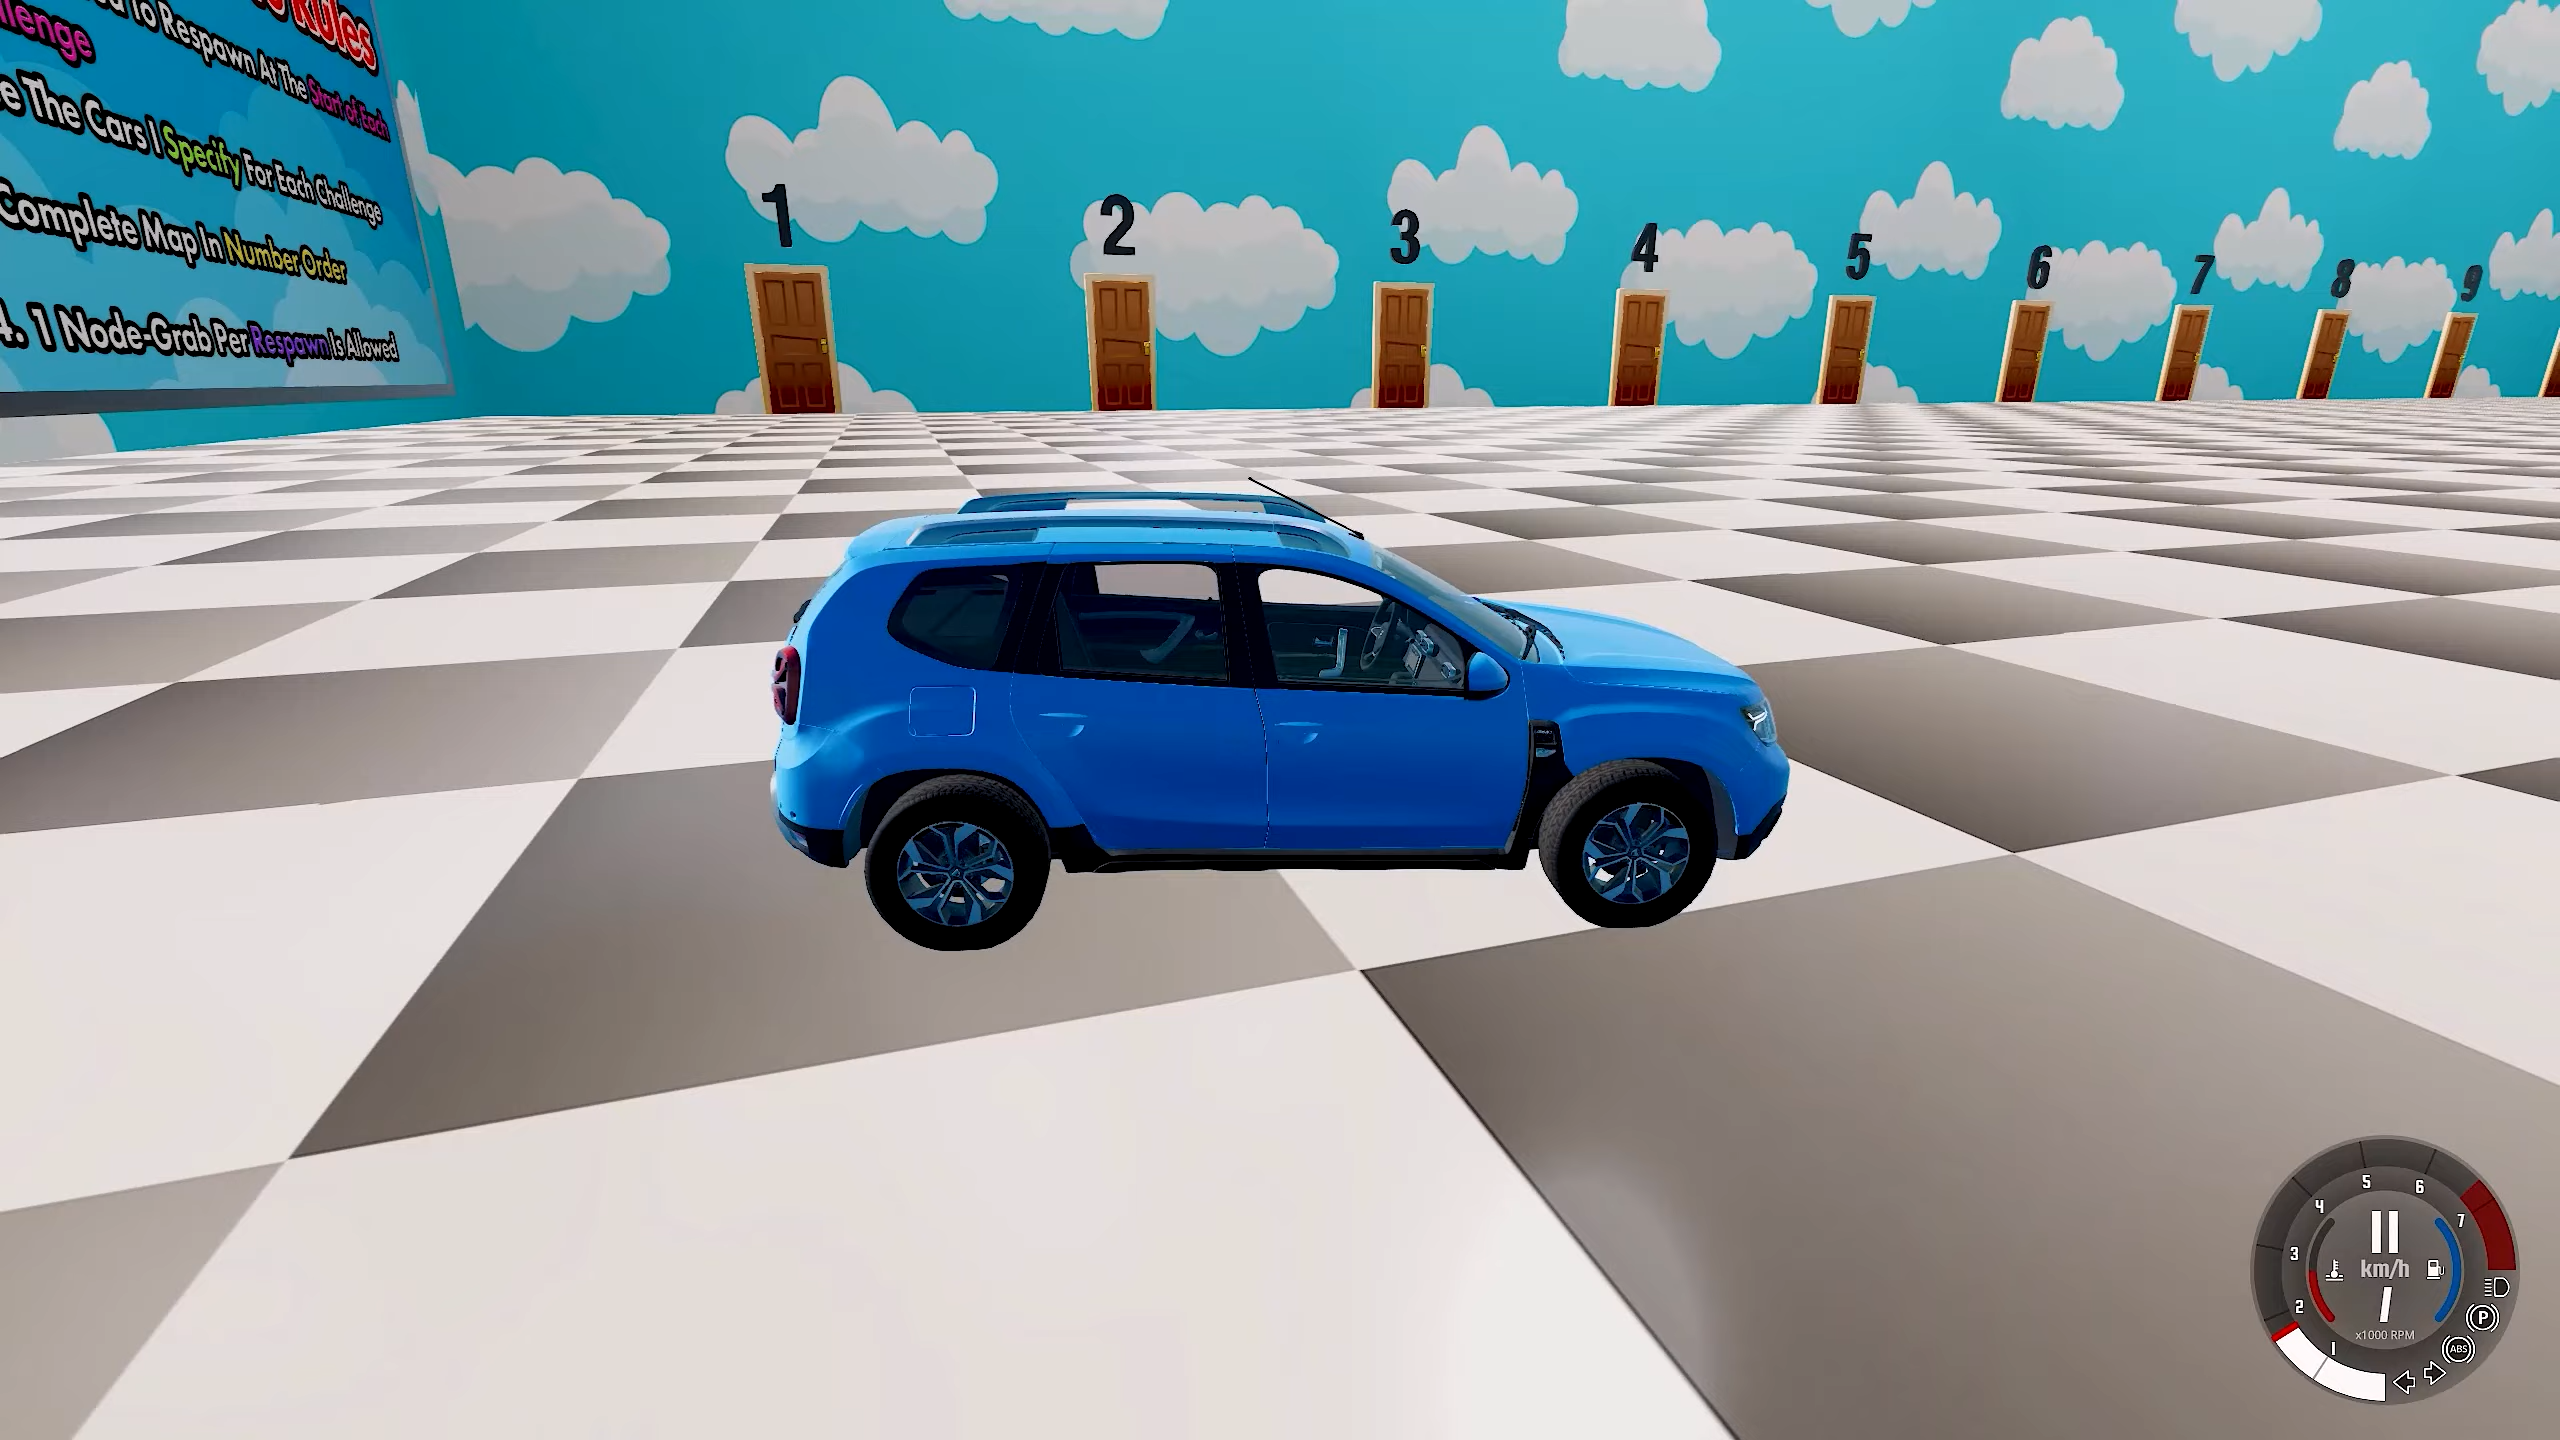 Rules
To Respawn At The Start of Each
The Cars I Specify For Each Challenge
Complete Map In Number Order
4. 1 Node-Grab Per Respawn Is Allowed
1 2 3 4 5 6 7 8 9
5 6
4 7
3
2
1
11
km/h
1
x1000 RPM
P
ABS